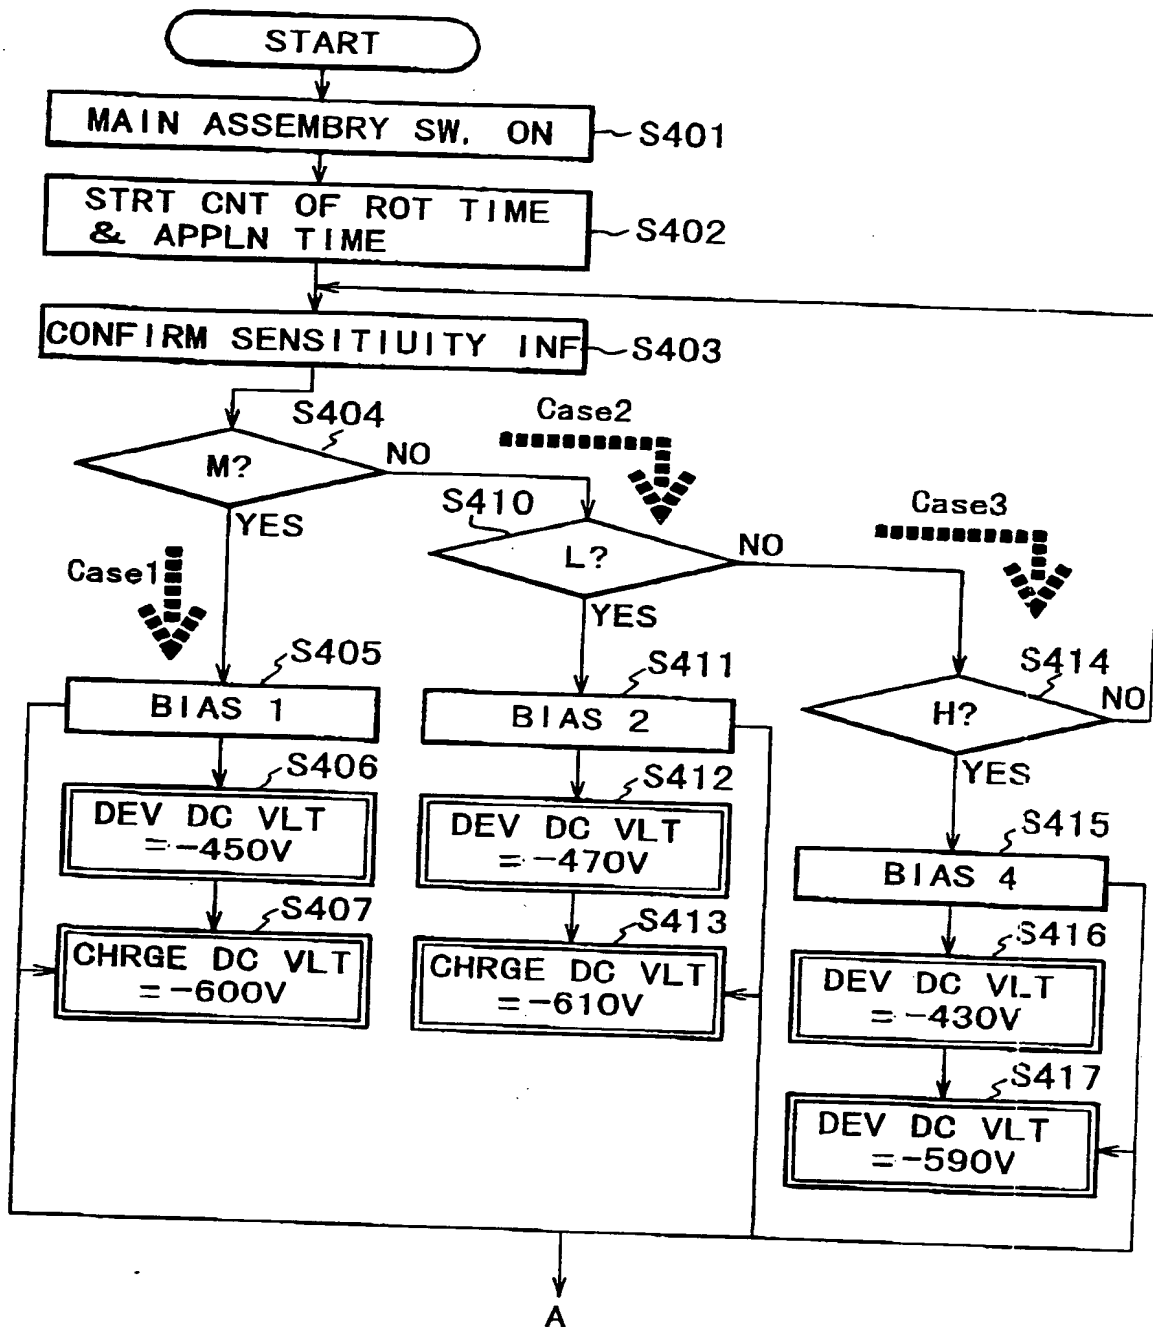 START
MAIN ASSEMBRY SW. ON
S401
STRT CNT OF ROT TIME
& APPLN TIME
S402
CONFIRM SENSITIUITY INF
S403
S404
M?
NO
YES
Case1
Case2
S410
L?
NO
YES
Case3
S414
H?
NO
YES
S405
BIAS 1
S406
DEV DC VLT
=-450V
S407
CHRGE DC VLT
=-600V
S411
BIAS 2
S412
DEV DC VLT
=-470V
S413
CHRGE DC VLT
=-610V
S415
BIAS 4
S416
DEV DC VLT
=-430V
S417
DEV DC VLT
=-590V
A